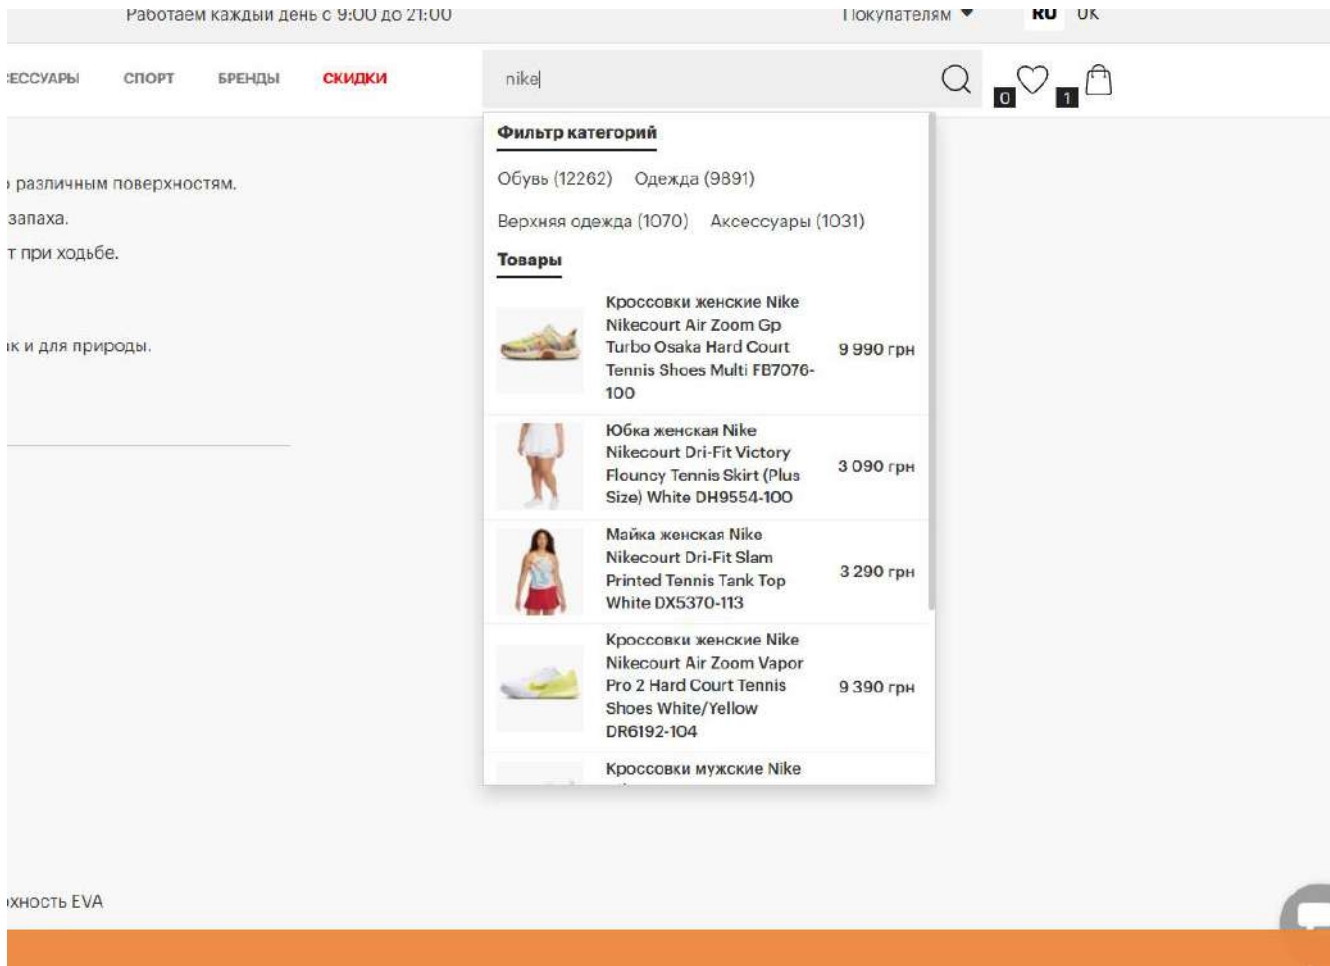 Работаем каждый день с 9:00 до 21:00
Покупателям
RU UK
ЕССУАРЫ СПОРТ БРЕНДЫ СКИДКИ
nike
0 1
Фильтр категорий
различным поверхностям.
Обувь (12262) Одежда (9891)
запаха.
Верхняя одежда (1070) Аксессуары (1031)
т при ходьбе.
Товары
Кроссовки женские Nike
Nikecourt Air Zoom Gp
Turbo Osaka Hard Court
Tennis Shoes Multi FB7076-
100
9 990 грн
к и для природы.
Юбка женская Nike
Nikecourt Dri-Fit Victory
Flouncy Tennis Skirt (Plus
Size) White DH9554-100
3 090 грн
Майка женская Nike
Nikecourt Dri-Fit Slam
Printed Tennis Tank Top
White DX5370-113
3 290 грн
Кроссовки женские Nike
Nikecourt Air Zoom Vapor
Pro 2 Hard Court Tennis
Shoes White/Yellow
DR6192-104
9 390 грн
Кроссовки мужские Nike
рхность EVA